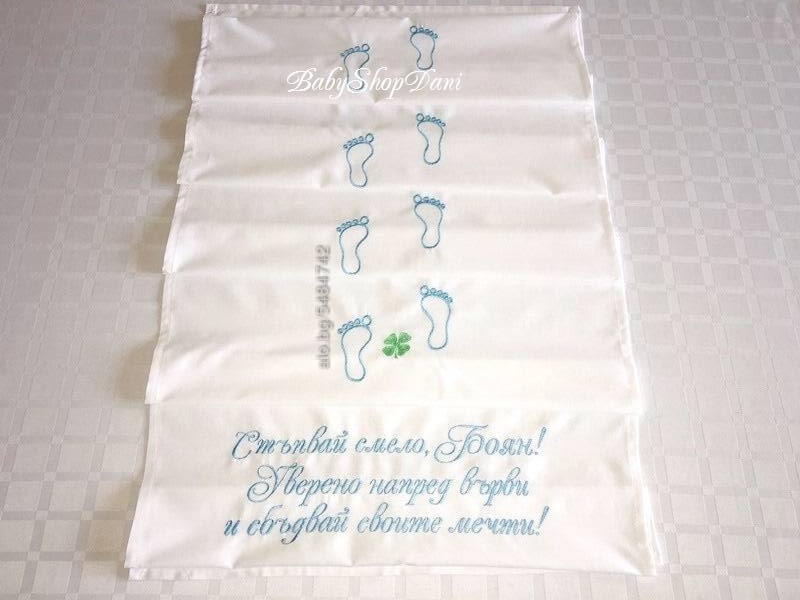 BabyShopDani
alo.bg/5484742
Стъпвай смело, Боян!
Уверено напред върви
и сбъдвай своите мечти!